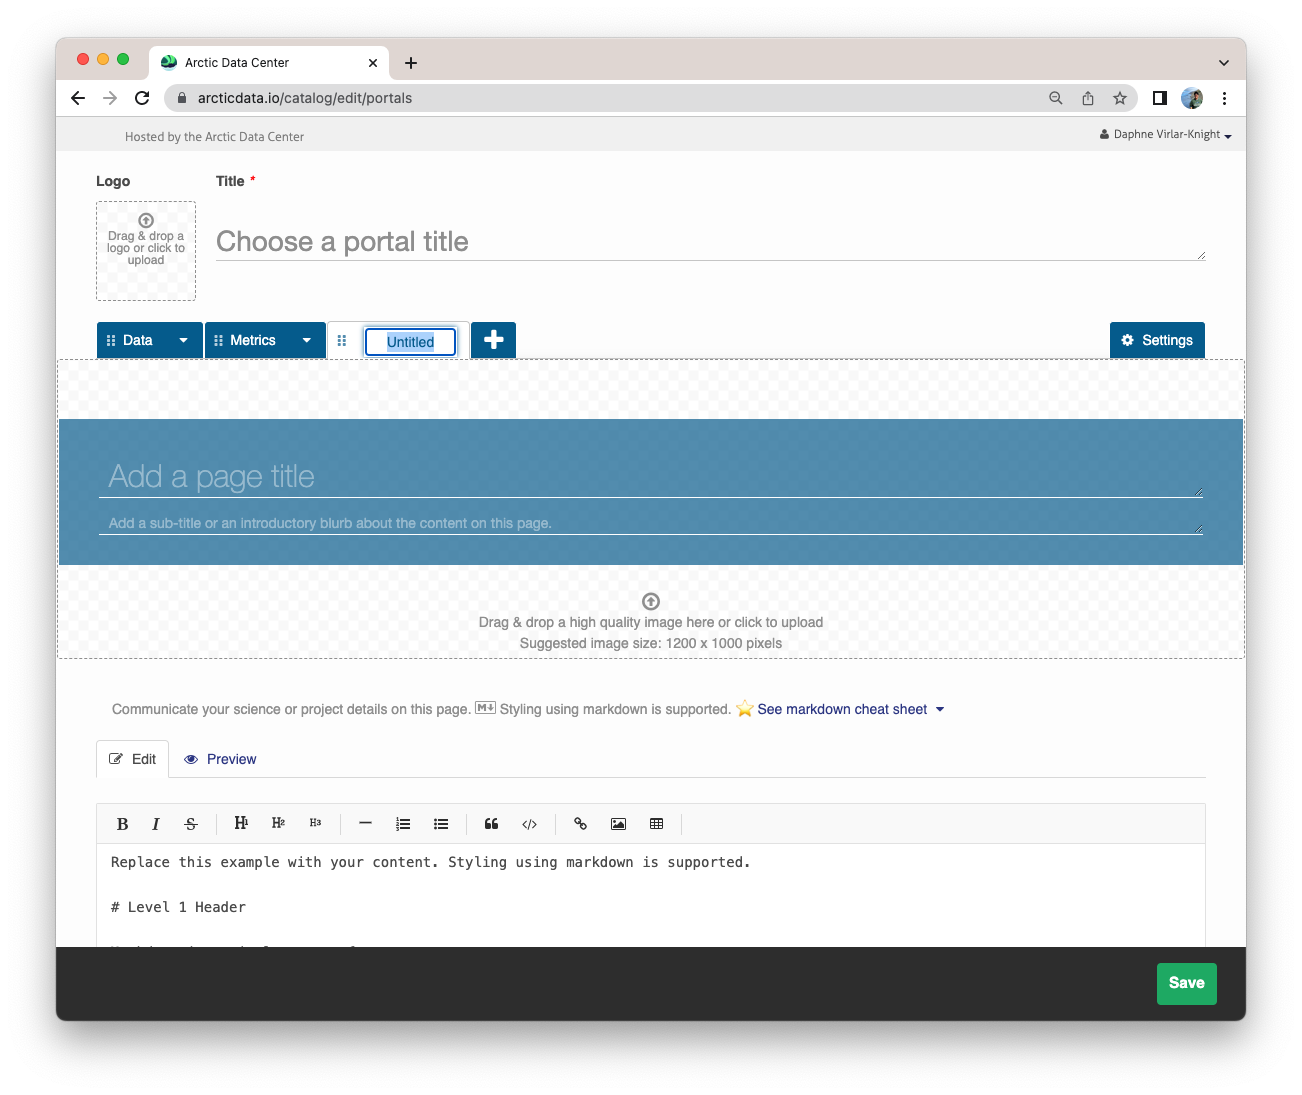 Arctic Data Center
arcticdata.io/catalog/edit/portals
Hosted by the Arctic Data Center
Daphne Virlar-Knight
Logo
Title *
Drag & drop a
logo or click to
upload
Choose a portal title
Data
Metrics
Untitled
Settings
Add a page title
Add a sub-title or an introductory blurb about the content on this page.
Drag & drop a high quality image here or click to upload
Suggested image size: 1200 x 1000 pixels
Communicate your science or project details on this page. M Styling using markdown is supported. See markdown cheat sheet
Edit
Preview
B I S H1 H2 H3
Replace this example with your content. Styling using markdown is supported.
# Level 1 Header
Save